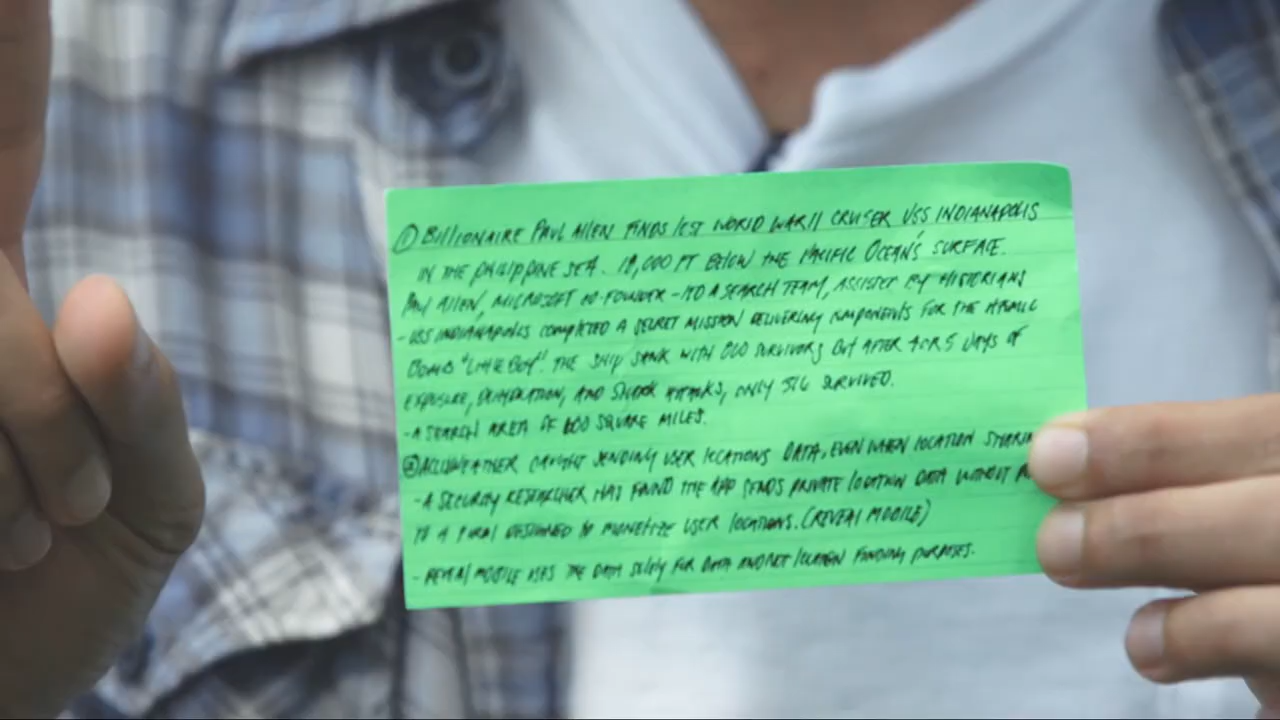 ① BILLIONAIRE PAUL ALLEN FINDS LOST WORLD WAR II CRUISER USS INDIANAPOLIS
IN THE PHILIPPINE SEA. 18,000 FT BELOW THE PACIFIC OCEAN'S SURFACE.
PAUL ALLEN, MICROSOFT CO-FOUNDER - LED A SEARCH TEAM, ASSISTED BY HISTORIANS
- USS INDIANAPOLIS COMPLETED A SECRET MISSION DELIVERING COMPONENTS FOR THE ATOMIC
BOMB "LITTLE BOY". THE SHIP SANK WITH 800 SURVIVORS BUT AFTER 4 OR 5 DAYS OF
EXPOSURE, DEHYDRATION, AND SHARK ATTACKS, ONLY 316 SURVIVED.
- A SEARCH AREA OF 600 SQUARE MILES.
② ACCUWEATHER CAUGHT SENDING USER LOCATIONS DATA, EVEN WHEN LOCATION SHARIN
- A SECURITY RESEARCHER HAS FOUND THE APP SENDS PRIVATE LOCATION DATA WITHOUT
TO A FIRM DESIGNED TO MONETIZE USER LOCATIONS. (REVEAL MOBILE)
- REVEAL MOBILE USES THE DATA SOLELY FOR DATA AND NOT LOCATION FUNDING PURPOSES.